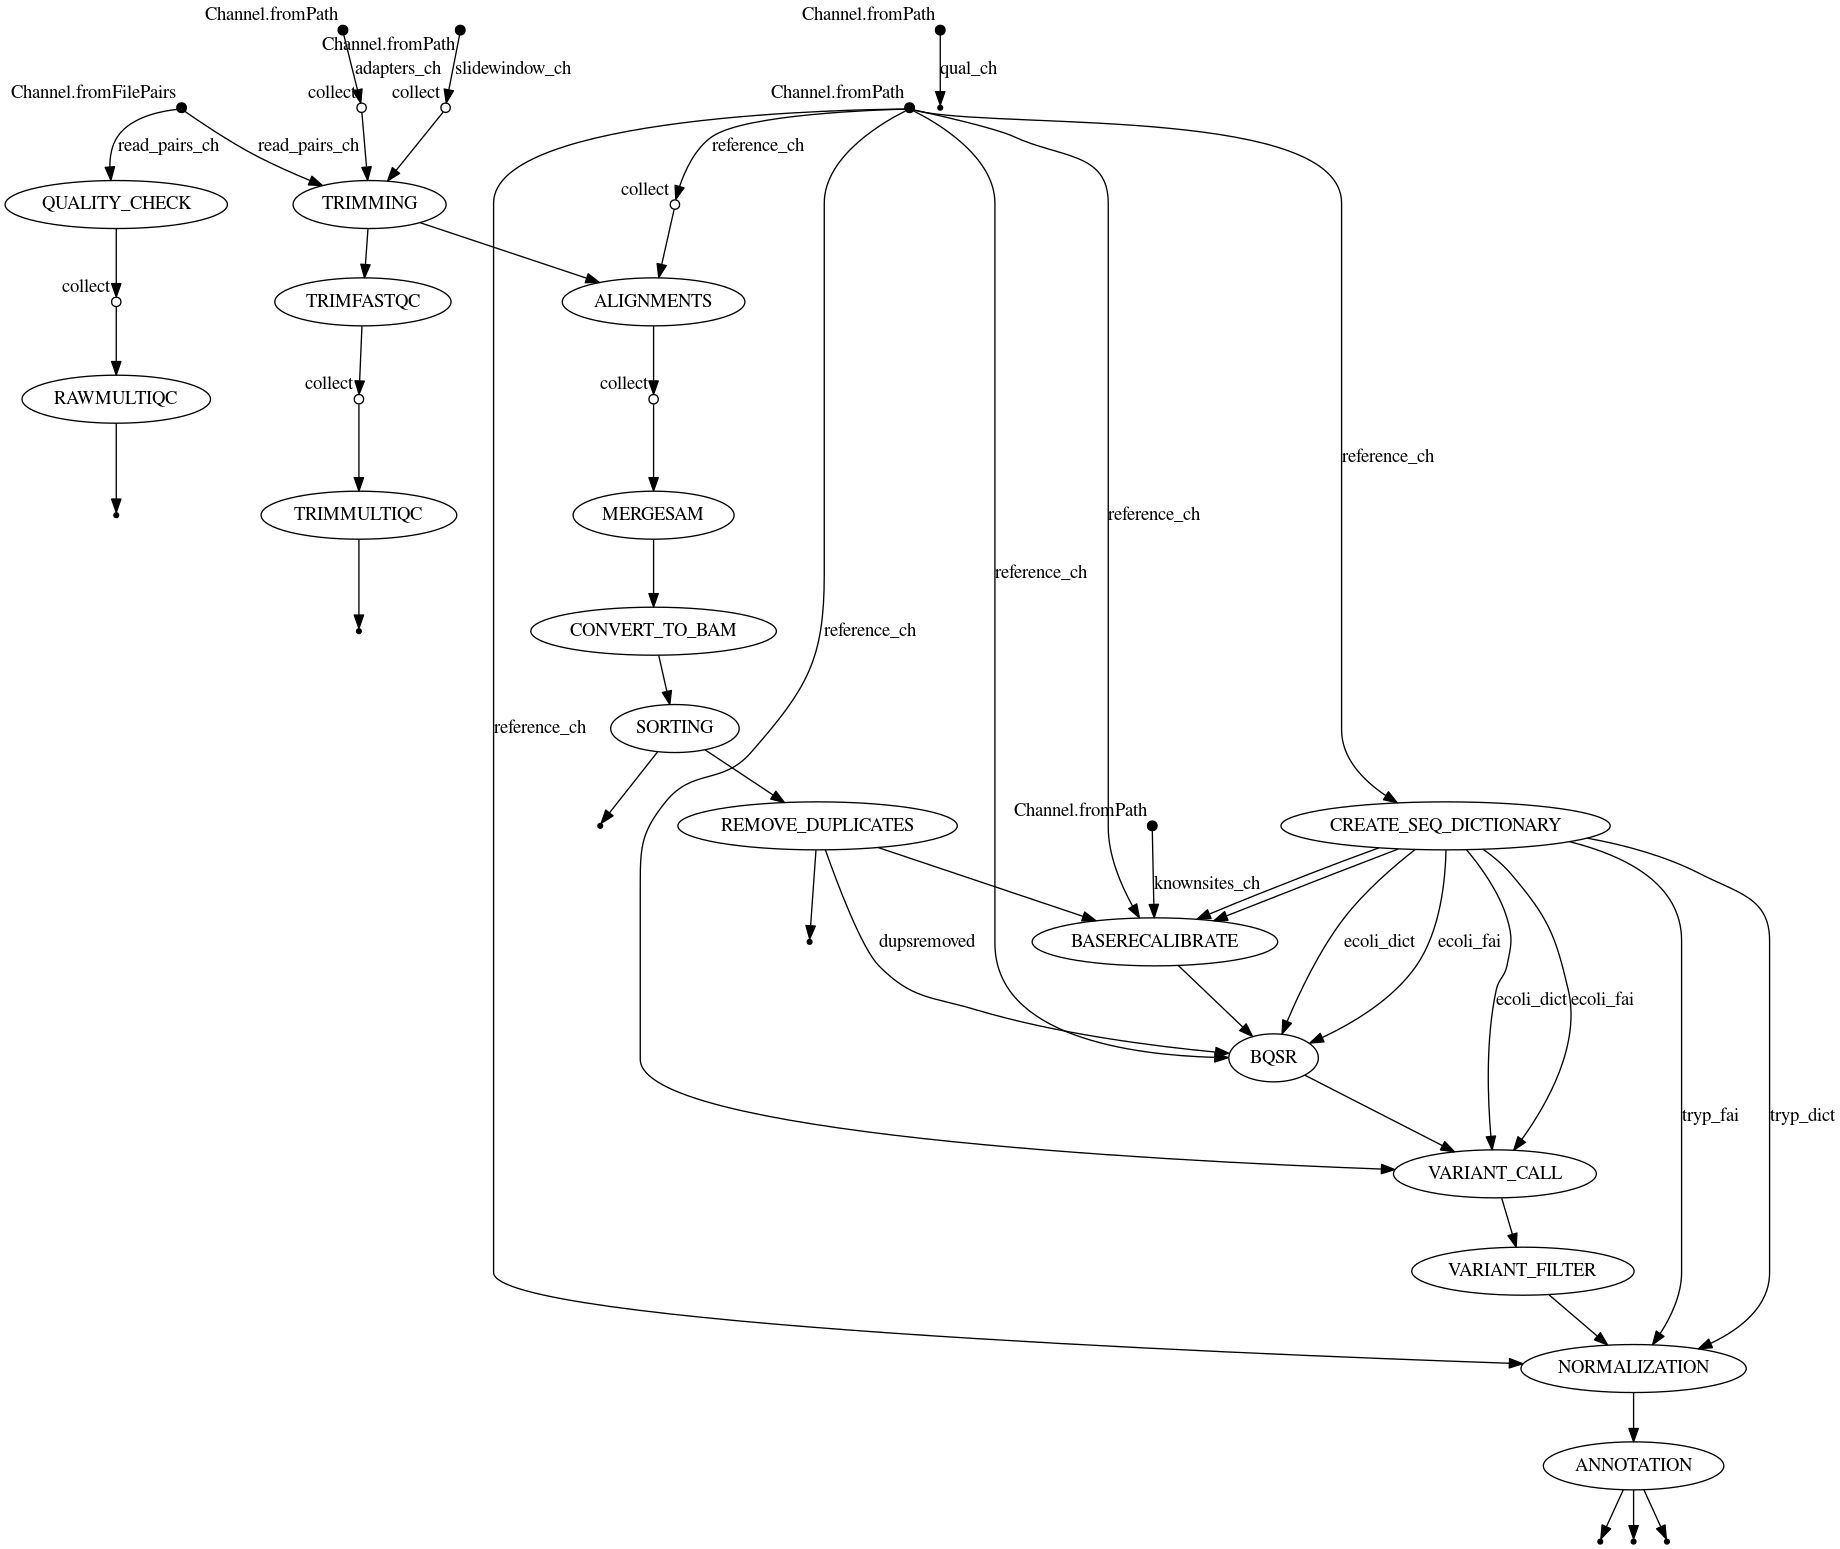 Channel.fromPath
Channel.fromPath
Channel.fromPath
adapters_ch
slidewindow_ch
qual_ch
Channel.fromFilePairs
collect
collect
Channel.fromPath
read_pairs_ch
read_pairs_ch
reference_ch
QUALITY_CHECK
TRIMMING
collect
collect
TRIMFASTQC
ALIGNMENTS
RAWMULTIQC
collect
collect
reference_ch
TRIMMULTIQC
MERGESAM
reference_ch
reference_ch
CONVERT_TO_BAM
reference_ch
reference_ch
SORTING
Channel.fromPath
REMOVE_DUPLICATES
CREATE_SEQ_DICTIONARY
knownsites_ch
dupsremoved
BASERECALIBRATE
ecoli_dict
ecoli_fai
ecoli_dict
ecoli_fai
BQSR
tryp_fai
tryp_dict
VARIANT_CALL
VARIANT_FILTER
NORMALIZATION
ANNOTATION